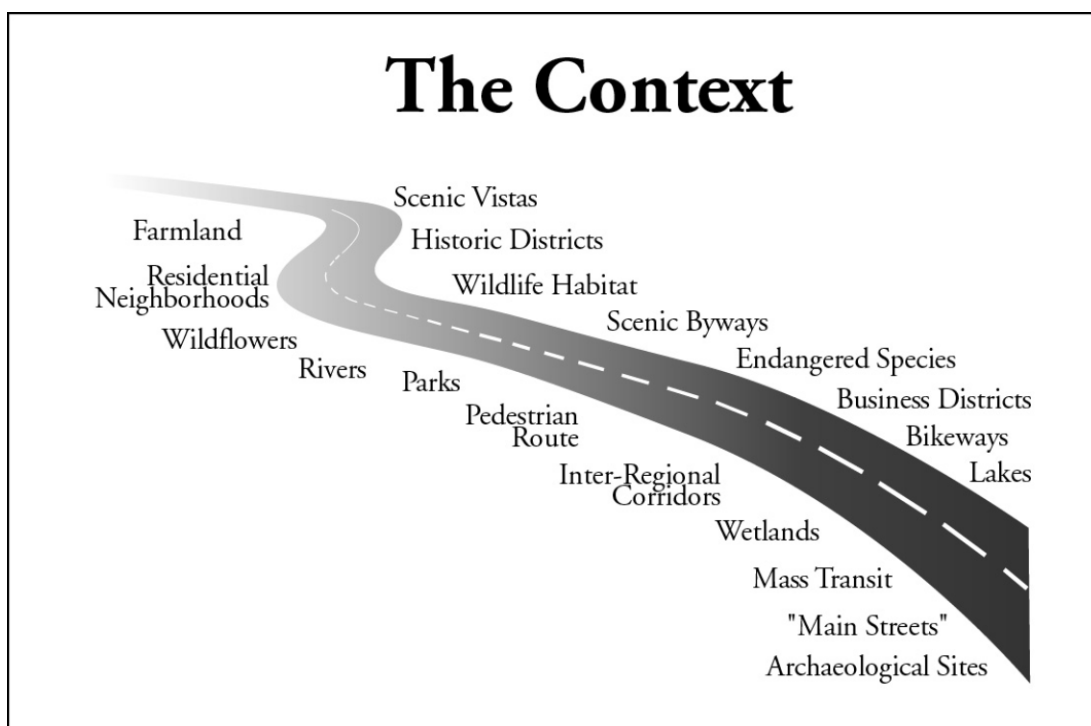 The Context
Scenic Vistas
Farmland
Historic Districts
Residential
Neighborhoods
Wildlife Habitat
Scenic Byways
Wildflowers
Rivers
Endangered Species
Parks
Business Districts
Pedestrian
Route
Bikeways
Inter-Regional
Corridors
Lakes
Wetlands
Mass Transit
"Main Streets"
Archaeological Sites